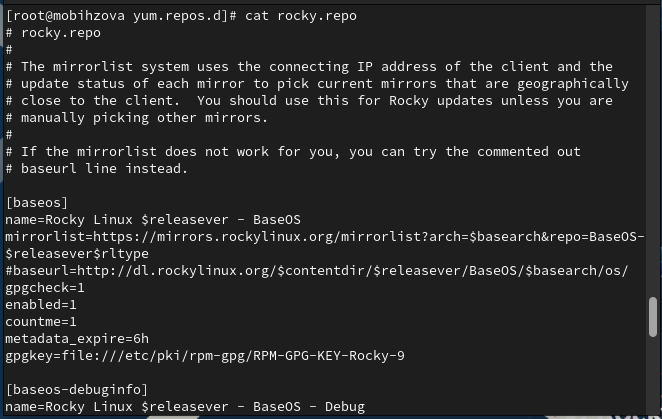 [root@mobihzova yum.repos.d]# cat rocky.repo
# rocky.repo
#
# The mirrorlist system uses the connecting IP address of the client and the
# update status of each mirror to pick current mirrors that are geographically
# close to the client.  You should use this for Rocky updates unless you are
# manually picking other mirrors.
#
# If the mirrorlist does not work for you, you can try the commented out
# baseurl line instead.

[baseos]
name=Rocky Linux $releasever - BaseOS
mirrorlist=https://mirrors.rockylinux.org/mirrorlist?arch=$basearch&repo=BaseOS-
$releasever$rltype
#baseurl=http://dl.rockylinux.org/$contentdir/$releasever/BaseOS/$basearch/os/
gpgcheck=1
enabled=1
countme=1
metadata_expire=6h
gpgkey=file:///etc/pki/rpm-gpg/RPM-GPG-KEY-Rocky-9

[baseos-debuginfo]
name=Rocky Linux $releasever - BaseOS - Debug